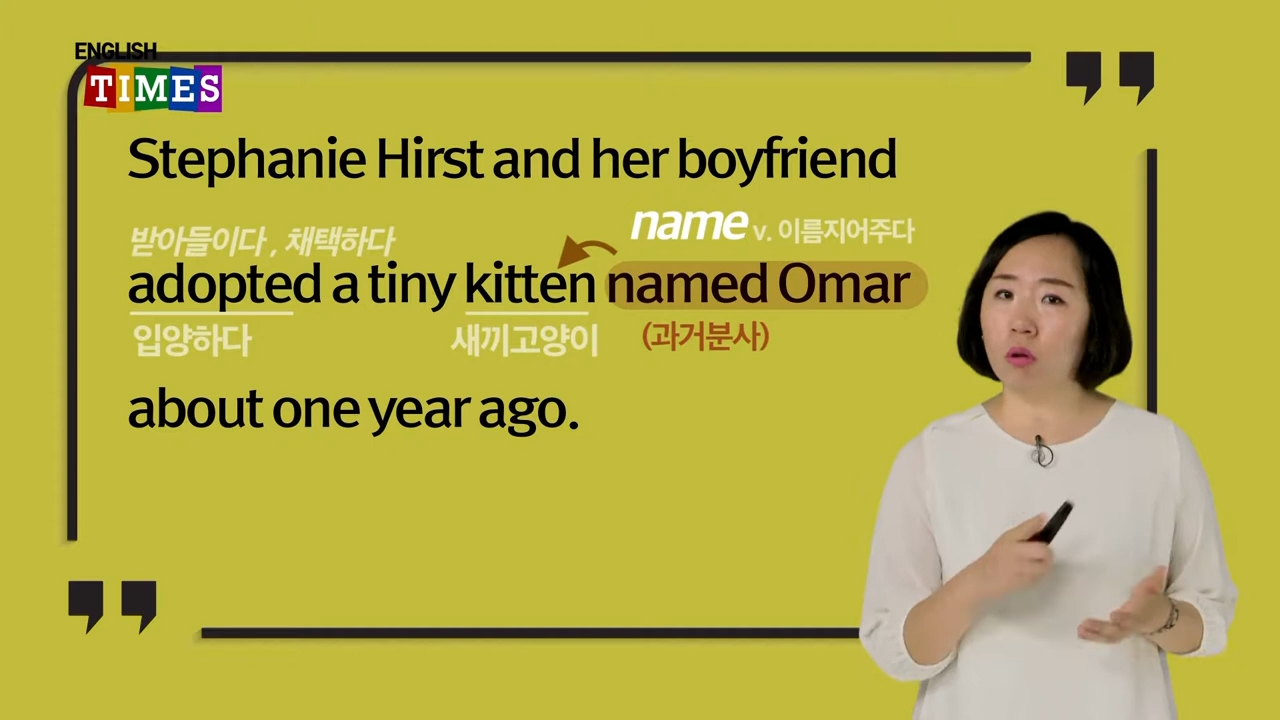 ENGLISH
TIMES
Stephanie Hirst and her boyfriend
받아들이다, 채택하다
name v. 이름지어주다
adopted a tiny kitten named Omar
입양하다 새끼고양이 (과거분사)
about one year ago.